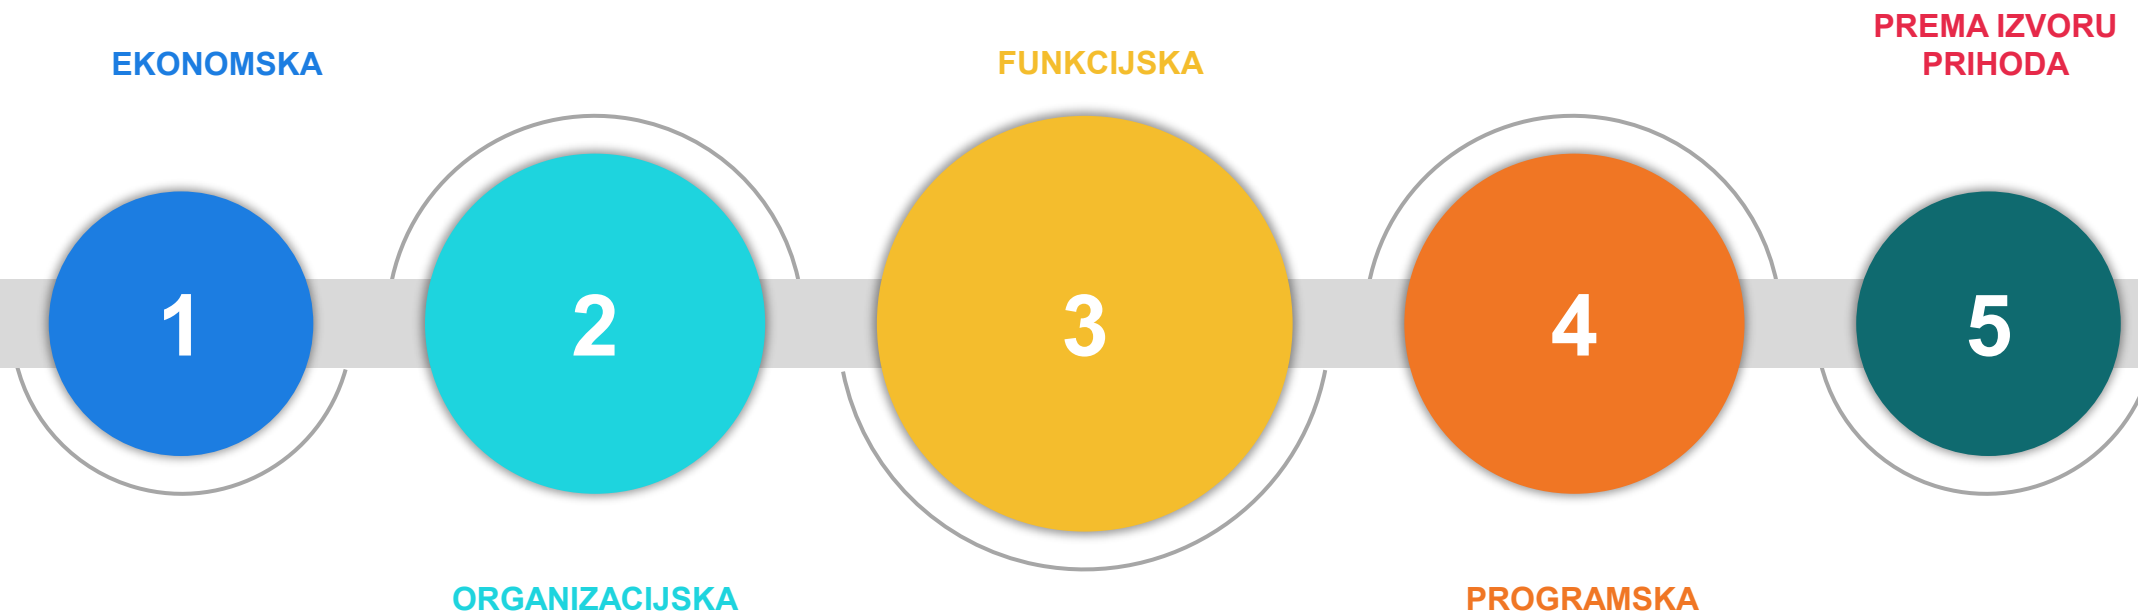 EKONOMSKA
1
ORGANIZACIJSKA
2
FUNKCIJSKA
3
PROGRAMSKA
4
PREMA IZVORU
PRIHODA
5